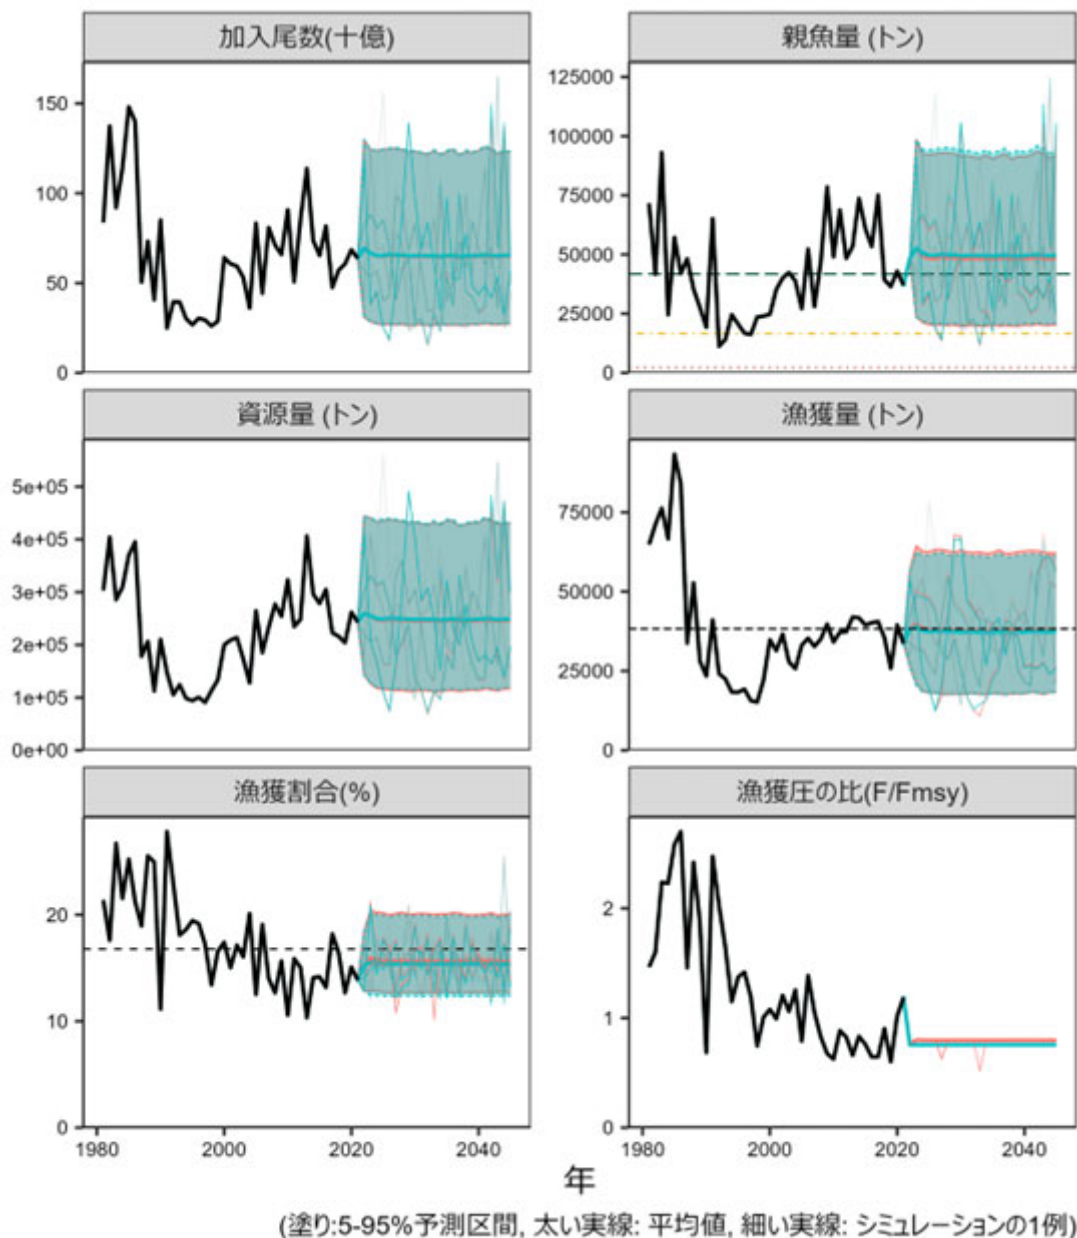 加入尾数(十億)
親魚量 (トン)
150
100
50
0
125000
100000
75000
50000
25000
0
資源量 (トン)
漁獲量 (トン)
5e+05
4e+05
3e+05
2e+05
1e+05
0e+00
75000
50000
25000
0
漁獲割合(%)
漁獲圧の比(F/Fmsy)
20
10
0
2
1
0
1980 2000 2020 2040
1980 2000 2020 2040
年
(塗り:5-95%予測区間, 太い実線: 平均値, 細い実線: シミュレーションの1例)